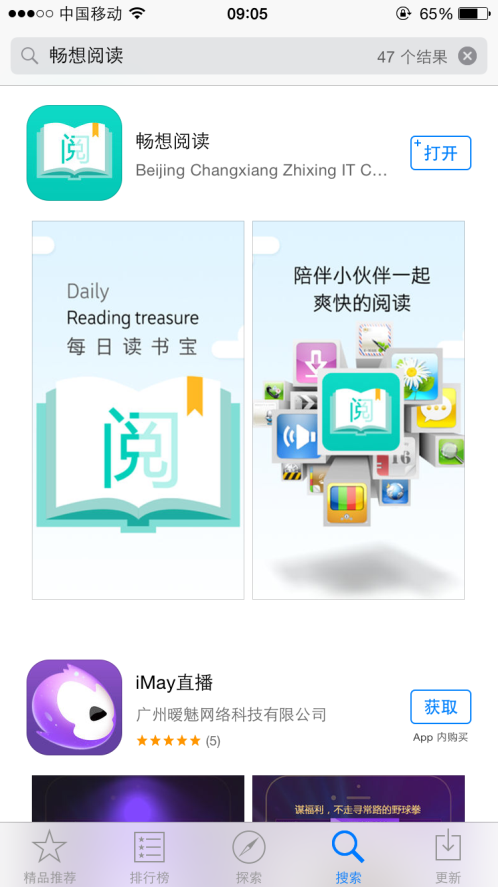 中国移动 09:05 65%
畅想阅读 47 个结果
阅
畅想阅读
Beijing Changxiang Zhixing IT C…
+ 打开
Daily
Reading treasure
每日读书宝
阅
陪伴小伙伴一起
爽快的阅读
阅
16
iMay直播
广州暧魅网络科技有限公司
(5)
获取
App 内购买
谋福利，不走寻常路的野球拳
精品推荐 排行榜 探索 搜索 更新